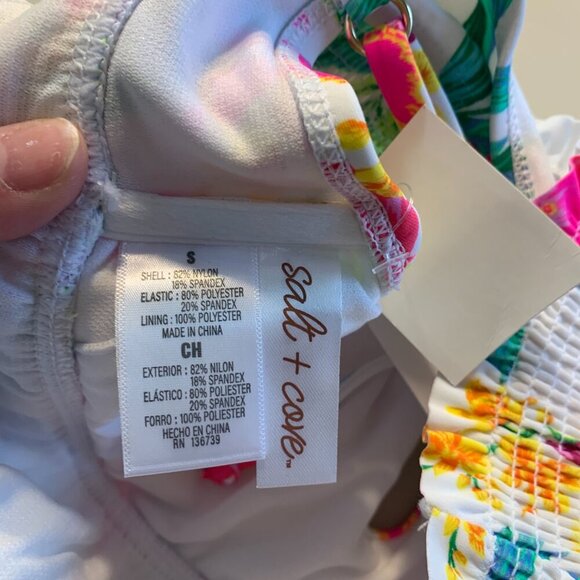 S
SHELL : 82% NYLON
18% SPANDEX
ELASTIC : 80% POLYESTER
20% SPANDEX
LINING : 100% POLYESTER
MADE IN CHINA
CH
EXTERIOR : 82% NILON
18% SPANDEX
ELÁSTICO : 80% POLIESTER
20% SPANDEX
FORRO : 100% POLIESTER
HECHO EN CHINA
RN 136739
salt + cove™